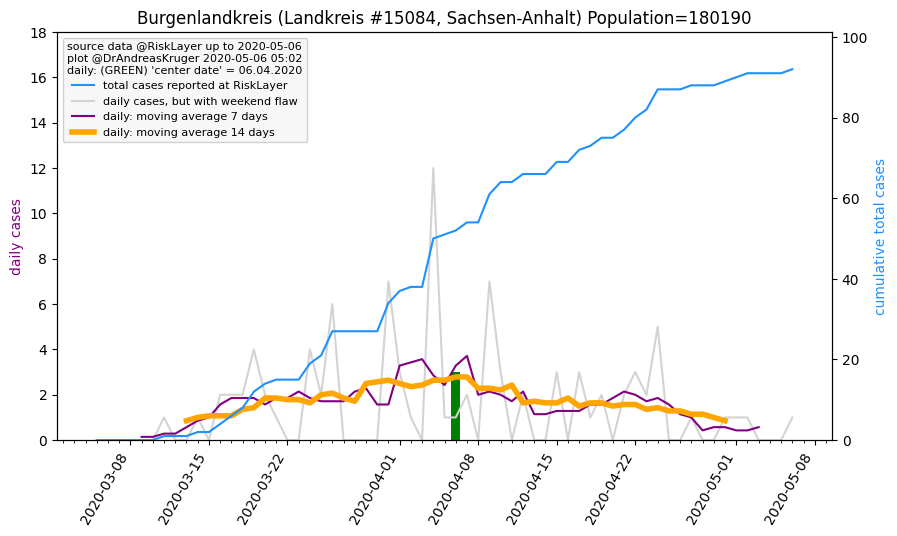 Burgenlandkreis (Landkreis #15084, Sachsen-Anhalt) Population=180190
source data @RiskLayer up to 2020-05-06
plot @DrAndreasKruger 2020-05-06 05:02
daily: (GREEN) 'center date' = 06.04.2020
total cases reported at RiskLayer
daily cases, but with weekend flaw
daily: moving average 7 days
daily: moving average 14 days
daily cases
18
16
14
12
10
8
6
4
2
0
cumulative total cases
100
80
60
40
20
0
2020-03-08
2020-03-15
2020-03-22
2020-04-01
2020-04-08
2020-04-15
2020-04-22
2020-05-01
2020-05-08